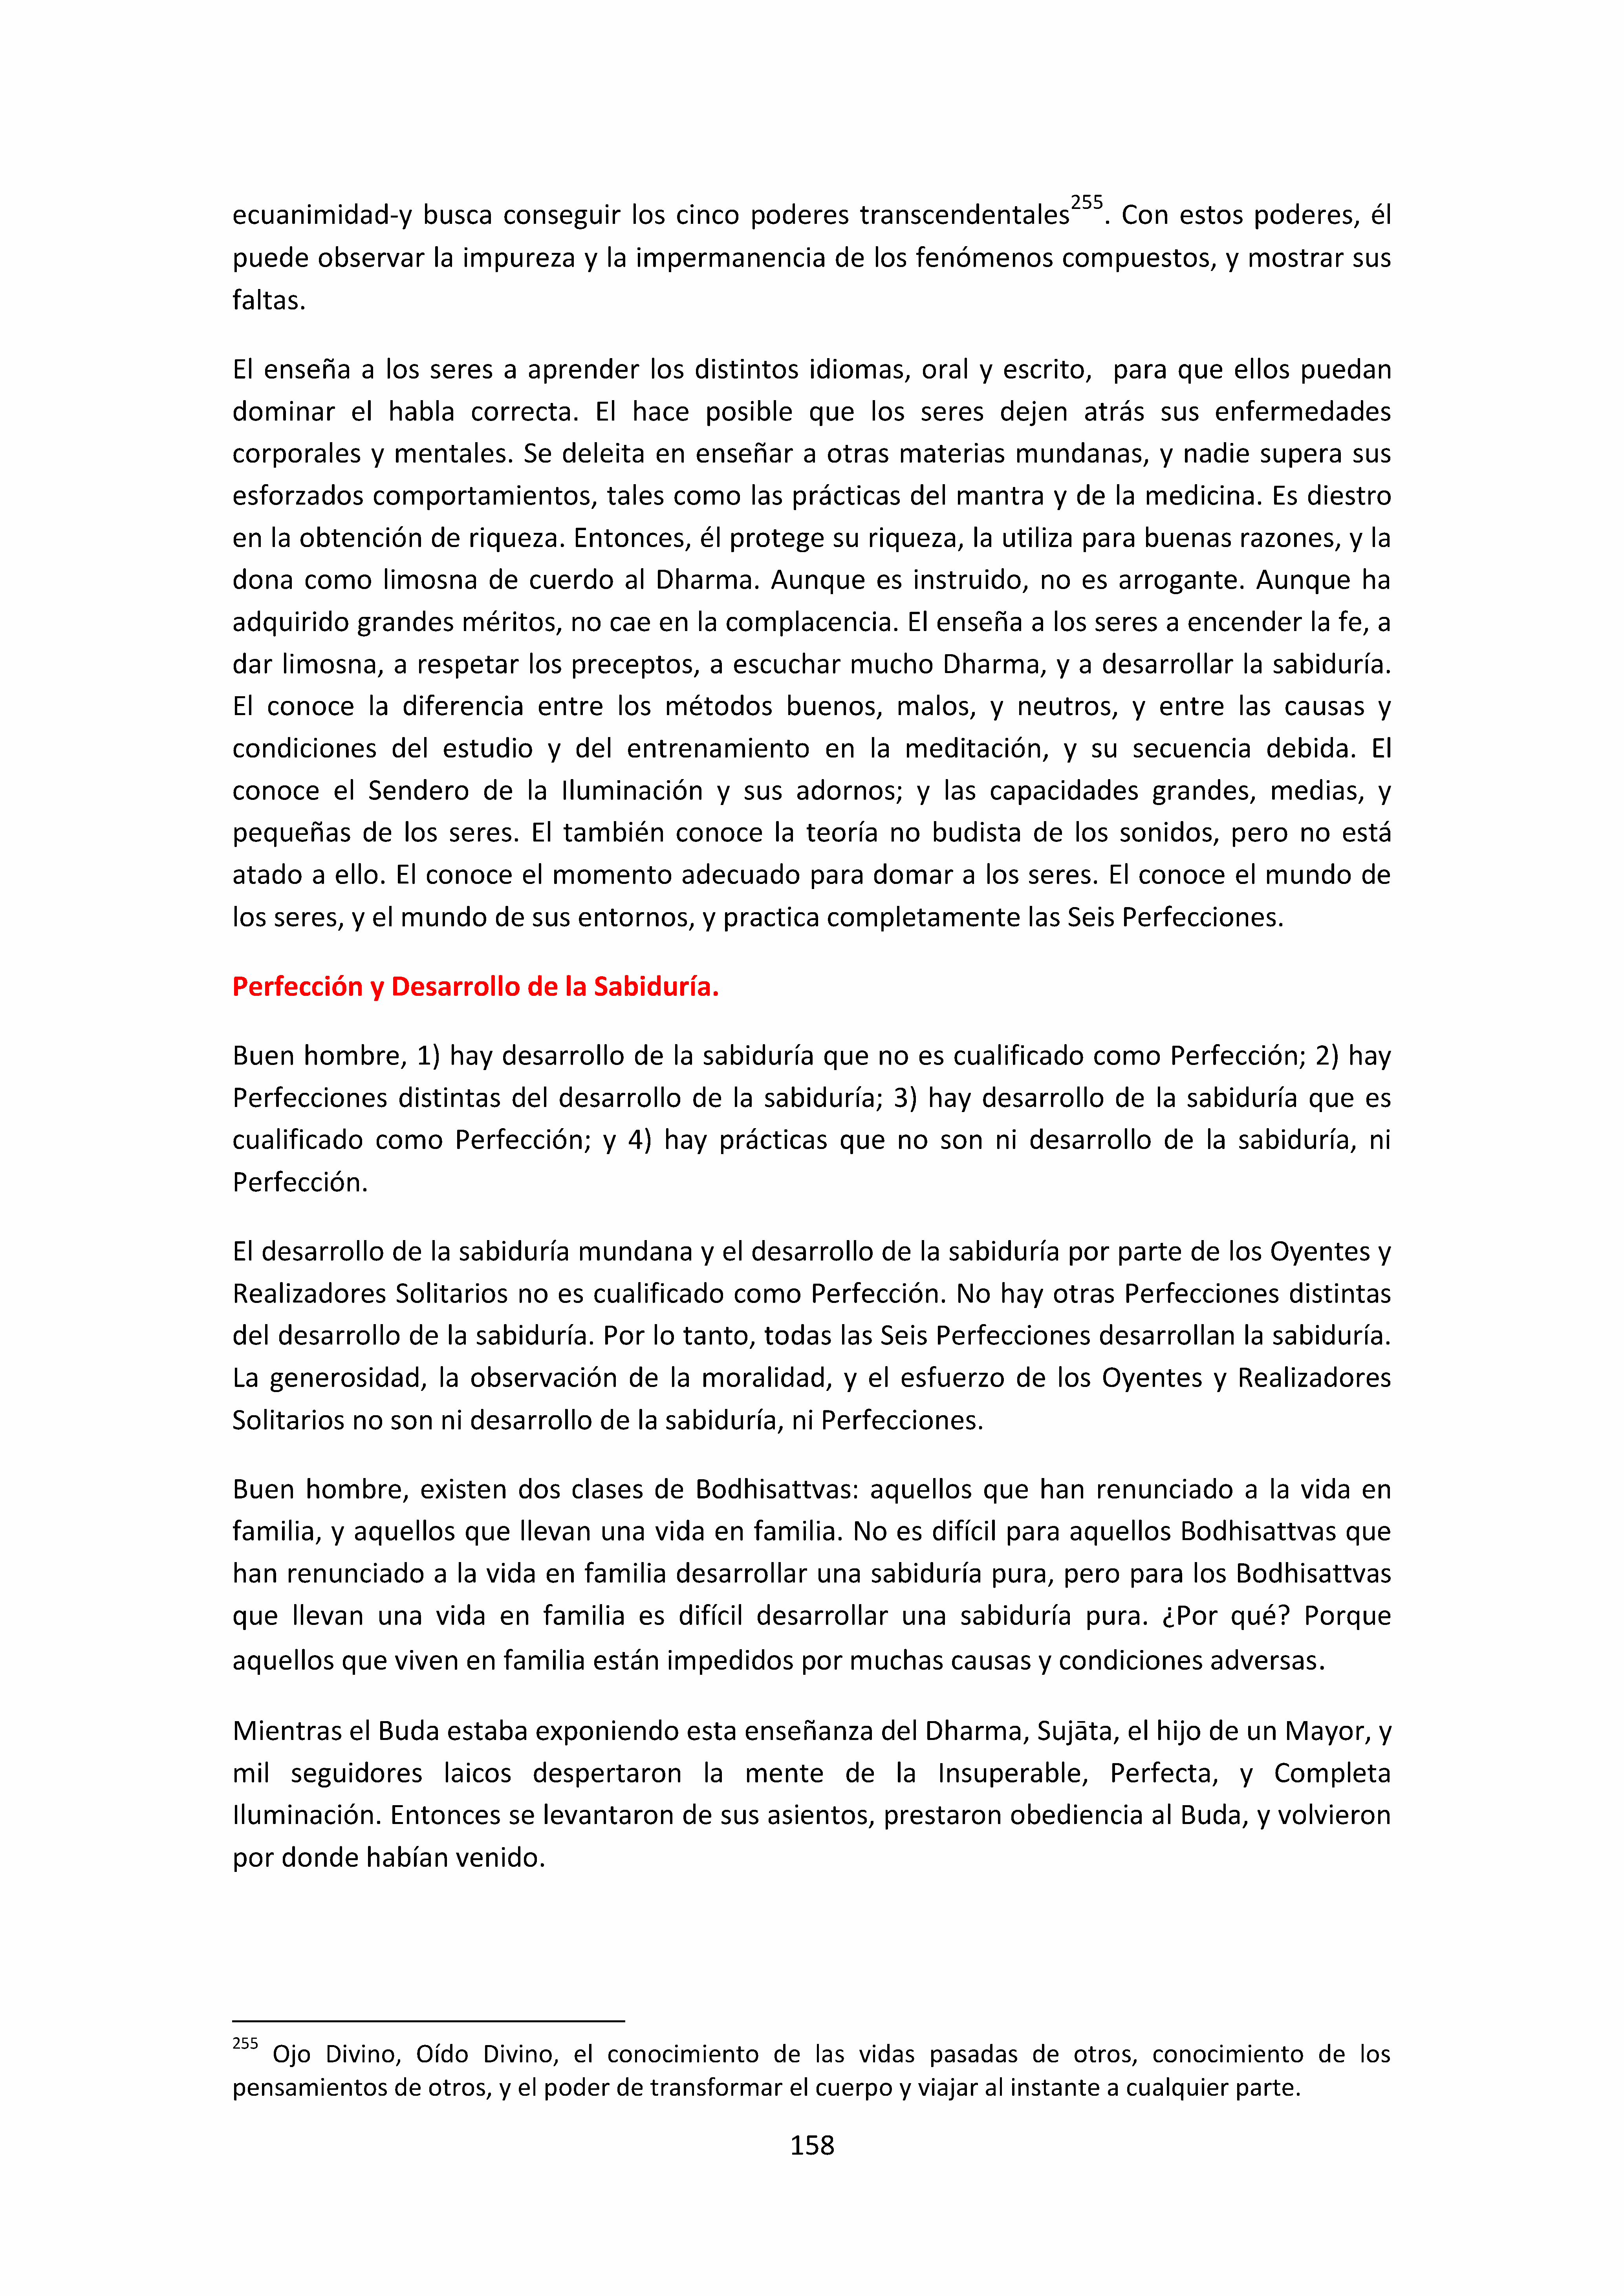 ecuanimidad-y busca conseguir los cinco poderes transcendentales255. Con estos poderes, él
puede observar la impureza y la impermanencia de los fenómenos compuestos, y mostrar sus
faltas.
El enseña a los seres a aprender los distintos idiomas, oral y escrito, para que ellos puedan
dominar el habla correcta. El hace posible que los seres dejen atrás sus enfermedades
corporales y mentales. Se deleita en enseñar a otras materias mundanas, y nadie supera sus
esforzados comportamientos, tales como las prácticas del mantra y de la medicina. Es diestro
en la obtención de riqueza. Entonces, él protege su riqueza, la utiliza para buenas razones, y la
dona como limosna de cuerdo al Dharma. Aunque es instruido, no es arrogante. Aunque ha
adquirido grandes méritos, no cae en la complacencia. El enseña a los seres a encender la fe, a
dar limosna, a respetar los preceptos, a escuchar mucho Dharma, y a desarrollar la sabiduría.
El conoce la diferencia entre los métodos buenos, malos, y neutros, y entre las causas y
condiciones del estudio y del entrenamiento en la meditación, y su secuencia debida. El
conoce el Sendero de la Iluminación y sus adornos; y las capacidades grandes, medias, y
pequeñas de los seres. El también conoce la teoría no budista de los sonidos, pero no está
atado a ello. El conoce el momento adecuado para domar a los seres. El conoce el mundo de
los seres, y el mundo de sus entornos, y practica completamente las Seis Perfecciones.
Perfección y Desarrollo de la Sabiduría.
Buen hombre, 1) hay desarrollo de la sabiduría que no es cualificado como Perfección; 2) hay
Perfecciones distintas del desarrollo de la sabiduría; 3) hay desarrollo de la sabiduría que es
cualificado como Perfección; y 4) hay prácticas que no son ni desarrollo de la sabiduría, ni
Perfección.
El desarrollo de la sabiduría mundana y el desarrollo de la sabiduría por parte de los Oyentes y
Realizadores Solitarios no es cualificado como Perfección. No hay otras Perfecciones distintas
del desarrollo de la sabiduría. Por lo tanto, todas las Seis Perfecciones desarrollan la sabiduría.
La generosidad, la observación de la moralidad, y el esfuerzo de los Oyentes y Realizadores
Solitarios no son ni desarrollo de la sabiduría, ni Perfecciones.
Buen hombre, existen dos clases de Bodhisattvas: aquellos que han renunciado a la vida en
familia, y aquellos que llevan una vida en familia. No es difícil para aquellos Bodhisattvas que
han renunciado a la vida en familia desarrollar una sabiduría pura, pero para los Bodhisattvas
que llevan una vida en familia es difícil desarrollar una sabiduría pura. ¿Por qué? Porque
aquellos que viven en familia están impedidos por muchas causas y condiciones adversas.
Mientras el Buda estaba exponiendo esta enseñanza del Dharma, Sujāta, el hijo de un Mayor, y
mil seguidores laicos despertaron la mente de la Insuperable, Perfecta, y Completa
Iluminación. Entonces se levantaron de sus asientos, prestaron obediencia al Buda, y volvieron
por donde habían venido.
255 Ojo Divino, Oído Divino, el conocimiento de las vidas pasadas de otros, conocimiento de los
pensamientos de otros, y el poder de transformar el cuerpo y viajar al instante a cualquier parte.
158